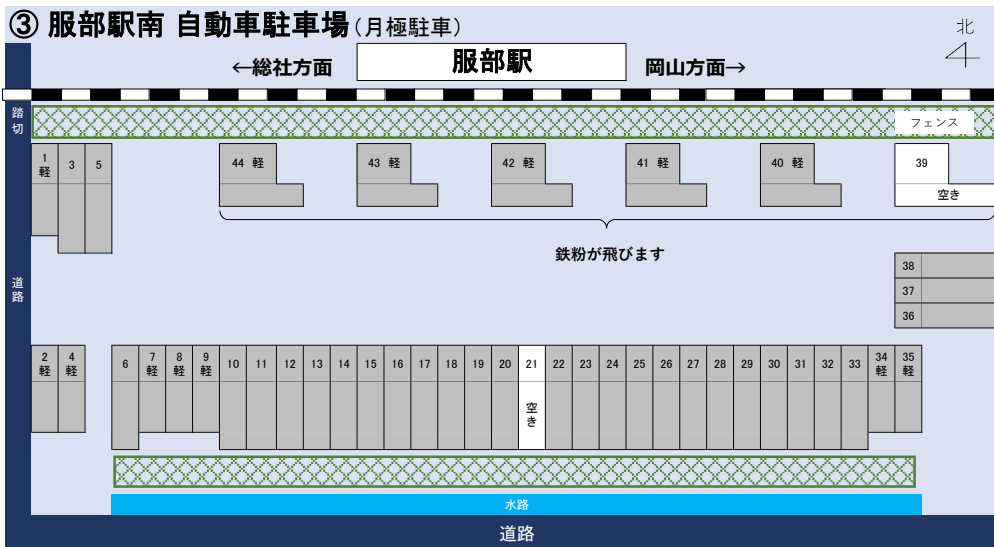 ③ 服部駅南 自動車駐車場(月極駐車)
北
←総社方面
服部駅
岡山方面→
踏切
フェンス
1 軽
3
5
44 軽
43 軽
42 軽
41 軽
40 軽
39
空き
鉄粉が飛びます
道路
38
37
36
2 軽
4 軽
6
7 軽
8 軽
9 軽
10
11
12
13
14
15
16
17
18
19
20
21
空き
22
23
24
25
26
27
28
29
30
31
32
33
34 軽
35 軽
水路
道路